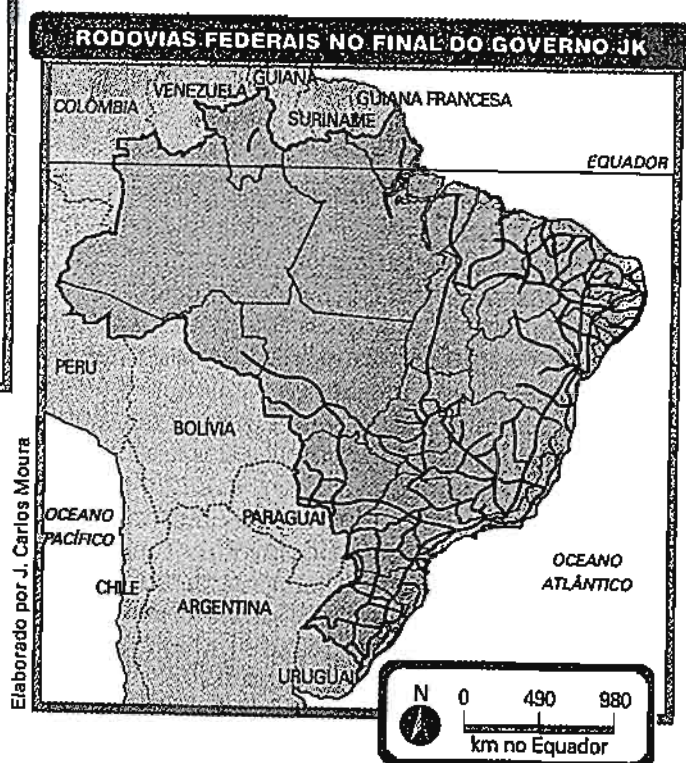 RODOVIAS FEDERAIS NO FINAL DO GOVERNO JK
COLÔMBIA
VENEZUELA
GUIANA
SURINAME
GUIANA FRANCESA
EQUADOR
PERU
BOLÍVIA
PARAGUAI
OCEANO
PACÍFICO
CHILE
ARGENTINA
URUGUAI
OCEANO
ATLÂNTICO
N
0 490 980
km no Equador
Elaborado por J. Carlos Moura